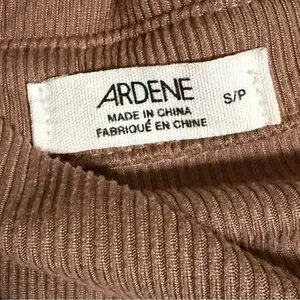 ARDENE
S/P
MADE IN CHINA
FABRIQUÉ EN CHINE